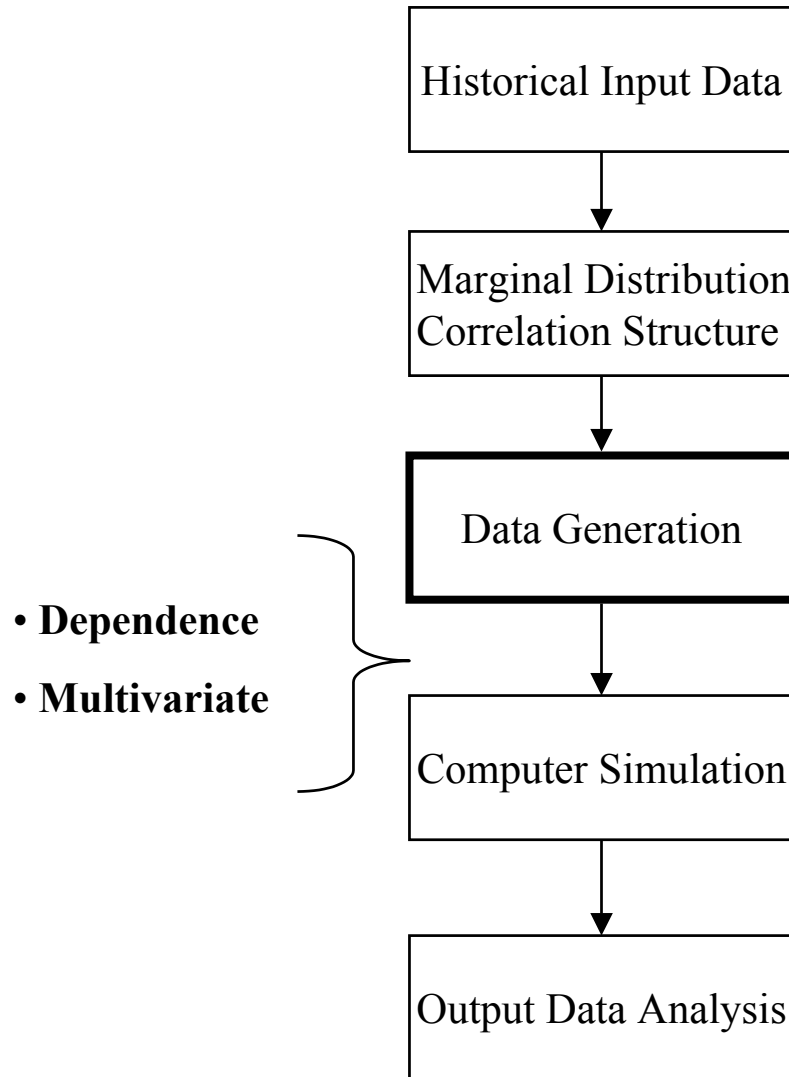 Historical Input Data
Marginal Distribution
Correlation Structure
Data Generation
• Dependence
• Multivariate
Computer Simulation
Output Data Analysis